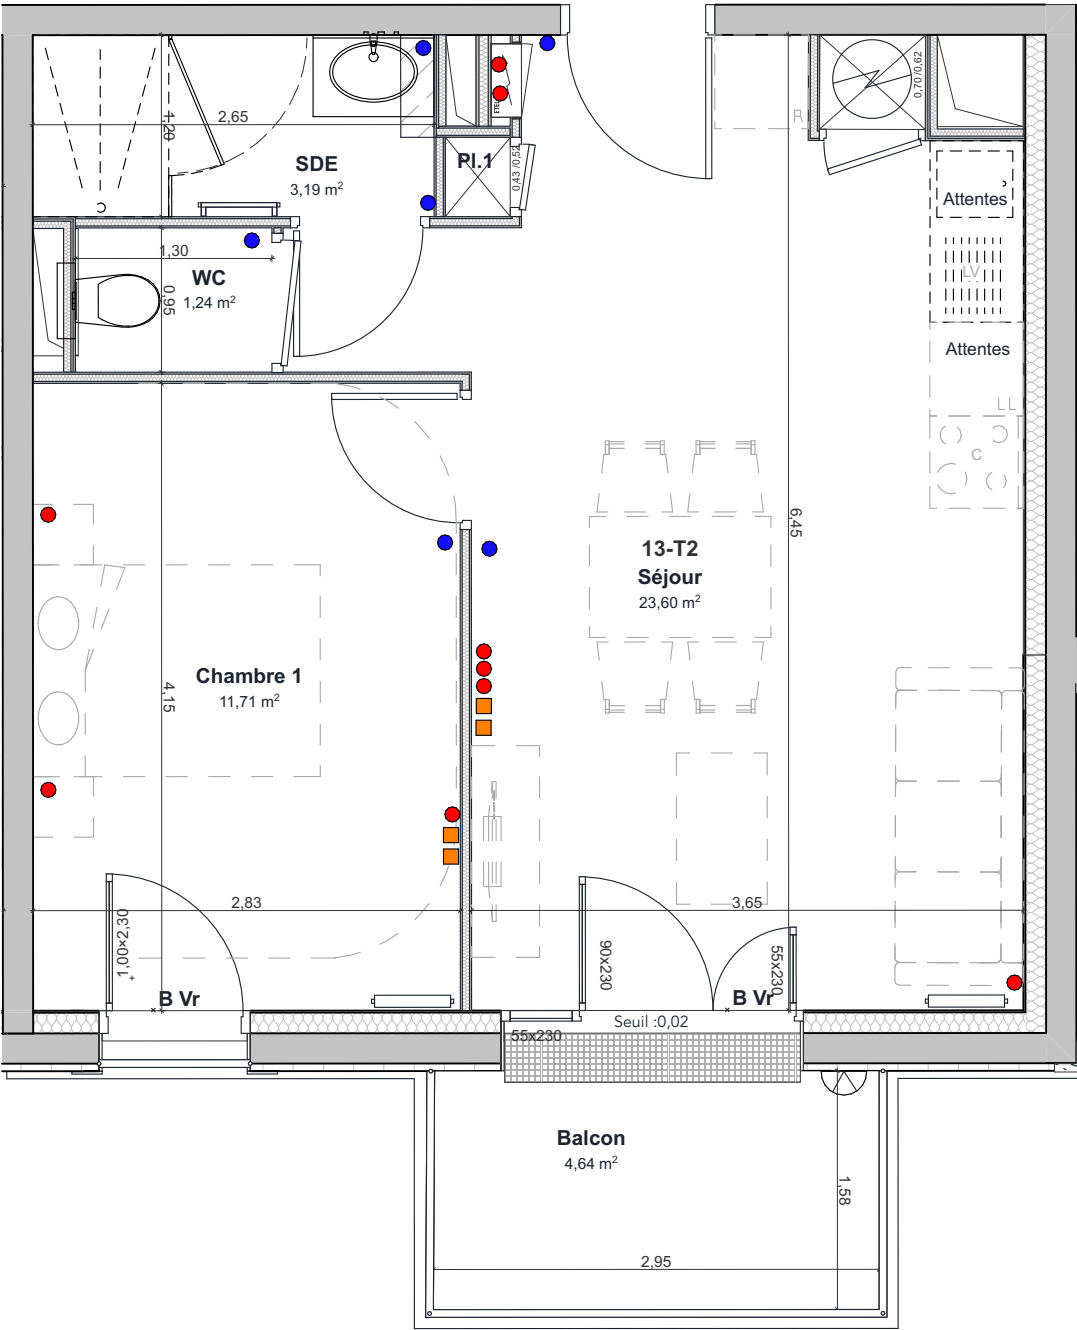 2,65
1,20
SDE
3,19 m²
Pl.1
0,43 /0,52
ETEL
R
0,70 /0,62
Attentes
LV
Attentes
LL
C
1,30
WC
0,95
1,24 m²
6,45
13-T2
Séjour
23,60 m²
Chambre 1
11,71 m²
4,15
2,83
3,65
1,00×2,30
90x230
55x230
B Vr
B Vr
Seuil :0,02
55x230
Balcon
4,64 m²
1,58
2,95